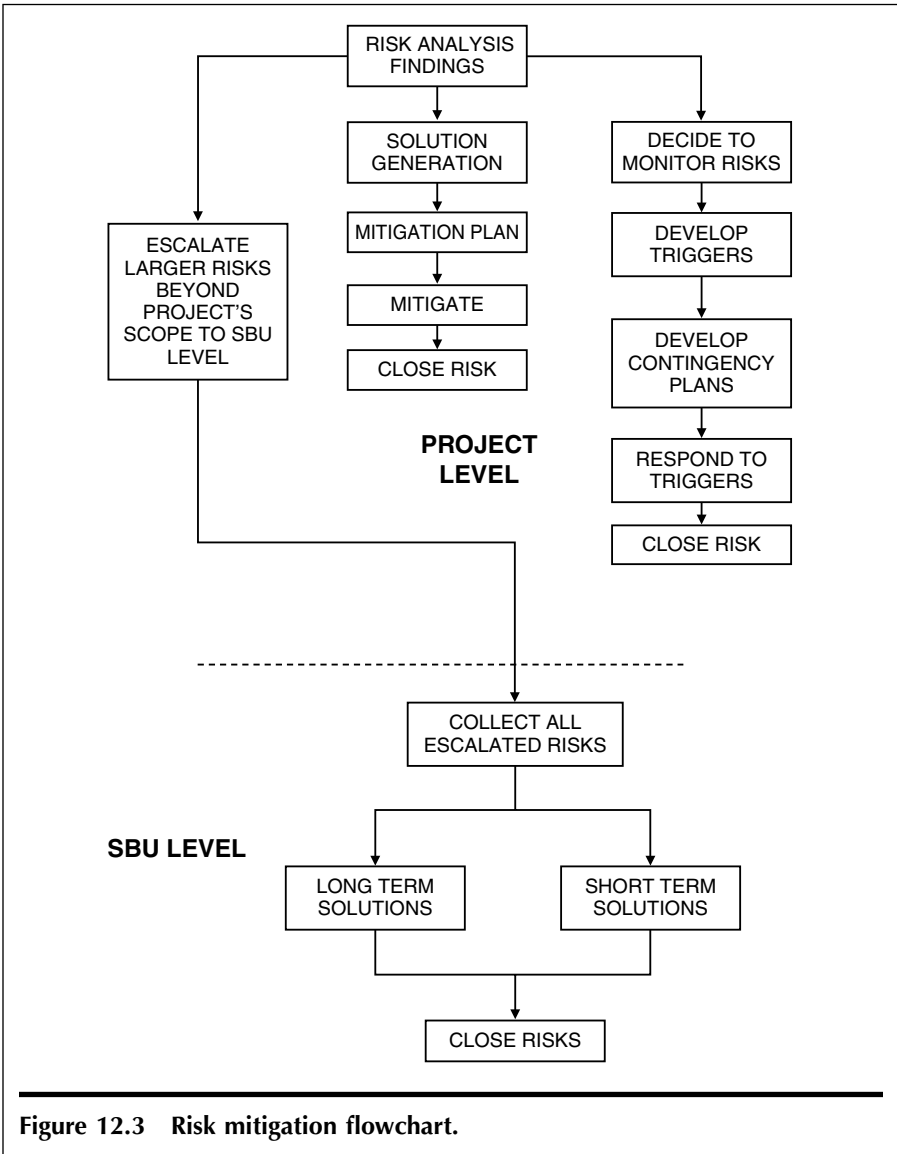 RISK ANALYSIS
FINDINGS
SOLUTION
GENERATION
MITIGATION PLAN
MITIGATE
CLOSE RISK
DECIDE TO
MONITOR RISKS
DEVELOP
TRIGGERS
DEVELOP
CONTINGENCY
PLANS
RESPOND TO
TRIGGERS
CLOSE RISK
ESCALATE
LARGER RISKS
BEYOND
PROJECT'S
SCOPE TO SBU
LEVEL
PROJECT
LEVEL
COLLECT ALL
ESCALATED RISKS
SBU LEVEL
LONG TERM
SOLUTIONS
SHORT TERM
SOLUTIONS
CLOSE RISKS
Figure 12.3 Risk mitigation flowchart.